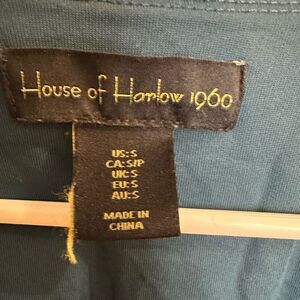 House of Harlow 1960
US: S
CA: S/P
UK: S
EU: S
AU: S
MADE IN
CHINA